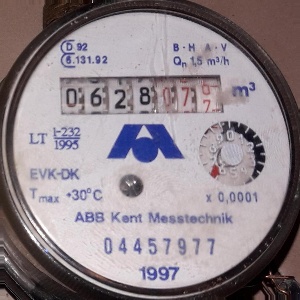 D.92
6.131.92
B - H - A - V
Qn 1,5 m³/h
0 6 2 8 0 7 m³
LT 1-232
1995
EVK-DK
Tmax +30°C
x 0,0001
ABB Kent Messtechnik
04457977
1997